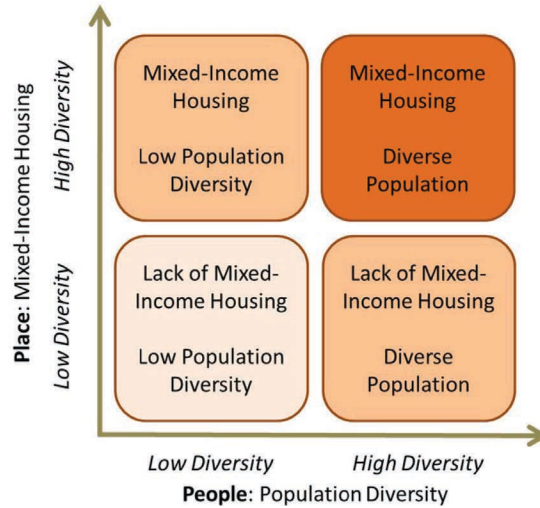 Place: Mixed-Income Housing
High Diversity
Low Diversity
Mixed-Income
Housing
Low Population
Diversity
Mixed-Income
Housing
Diverse
Population
Lack of Mixed-
Income Housing
Low Population
Diversity
Lack of Mixed-
Income Housing
Diverse
Population
Low Diversity
High Diversity
People: Population Diversity